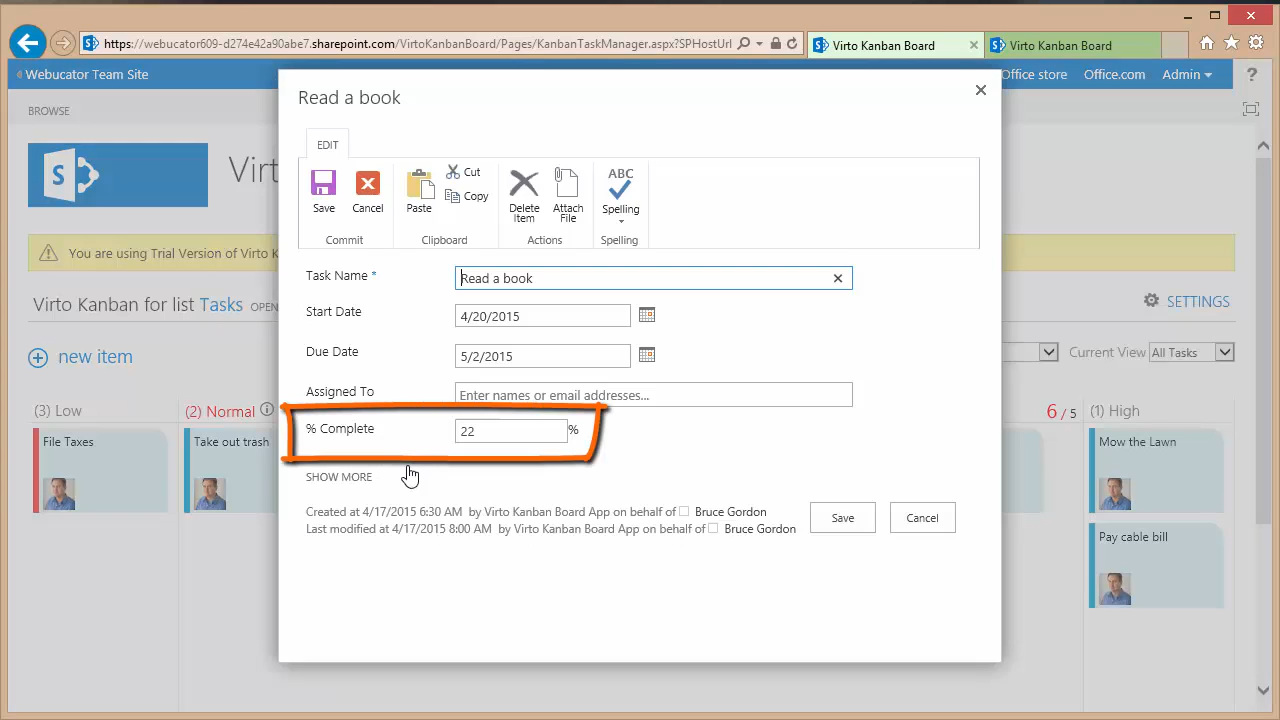 https://webucator609-d274e42a90abe7.sharepoint.com/VirtoKanbanBoard/Pages/KanbanTaskManager.aspx?SPHostUrl
Virto Kanban Board
Virto Kanban Board
Webucator Team Site
Office store
Office.com
Admin
?
BROWSE
Read a book
EDIT
S
Virt
Save
Cancel
Paste
Cut
Copy
Delete Item
Attach File
ABC
Spelling
Commit
Clipboard
Actions
Spelling
You are using Trial Version of Virto K
Task Name *
Read a book
Virto Kanban for list Tasks
OPEN
Start Date
4/20/2015
SETTINGS
new item
Due Date
5/2/2015
Current View
All Tasks
Assigned To
Enter names or email addresses...
(3) Low
(2) Normal
6 / 5
(1) High
% Complete
22
%
File Taxes
Take out trash
Mow the Lawn
SHOW MORE
Created at 4/17/2015 6:30 AM by Virto Kanban Board App on behalf of Bruce Gordon
Last modified at 4/17/2015 8:00 AM by Virto Kanban Board App on behalf of Bruce Gordon
Save
Cancel
Pay cable bill